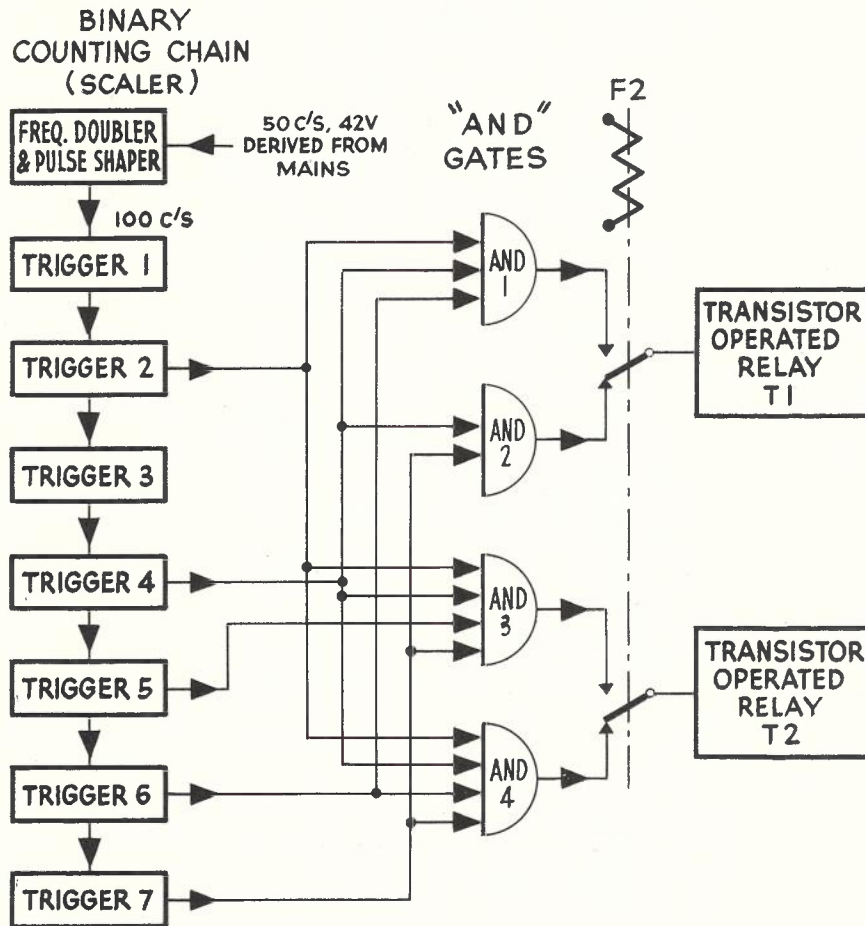 BINARY
COUNTING CHAIN
(SCALER)
FREQ. DOUBLER
& PULSE SHAPER
50 C'S, 42V
DERIVED FROM
MAINS
"AND"
GATES
F2
100 C'S
TRIGGER 1
TRIGGER 2
TRIGGER 3
TRIGGER 4
TRIGGER 5
TRIGGER 6
TRIGGER 7
AND
1
AND
2
AND
3
AND
4
TRANSISTOR
OPERATED
RELAY
T1
TRANSISTOR
OPERATED
RELAY
T2